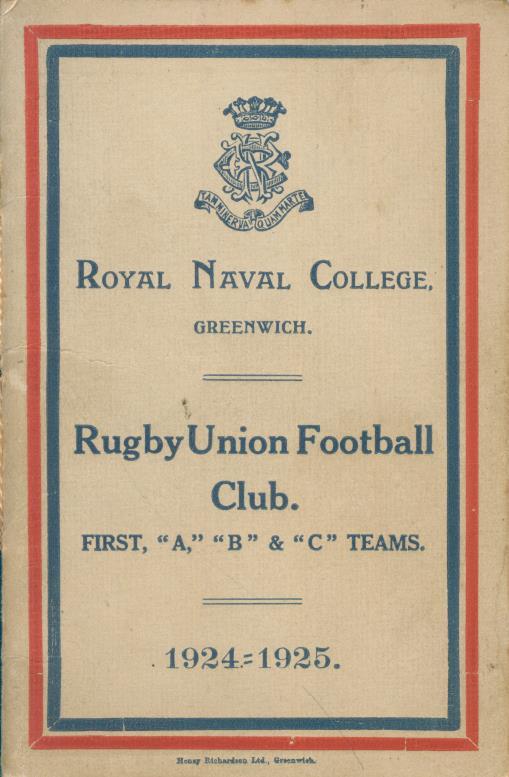 TAM MINERVA QUAM MARTE
ROYAL NAVAL COLLEGE,
GREENWICH.
Rugby Union Football
Club.
FIRST, “A,” “B” & “C” TEAMS.
1924=1925.
Henry Richardson Ltd., Greenwich.